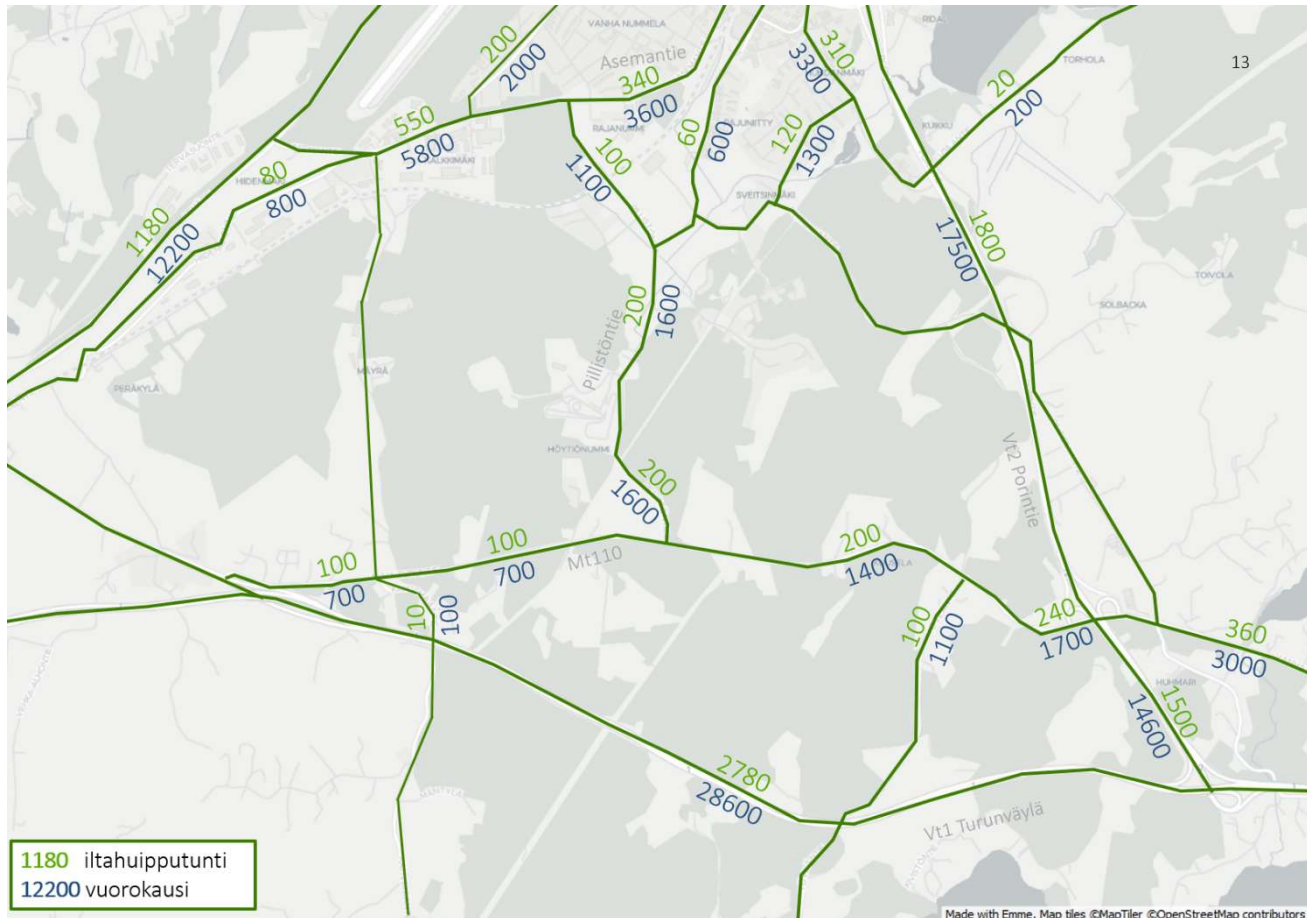 VANHA NUMMELA
RIDA
13
200
2000
Asemantie
340
3600
310
3300
TORHOLA
20
200
550
5800
RAJANUMMI
100
1100
60
600
120
1300
KUIKKU
80
800
SVEITSINMÄKI
1180
12200
1800
17500
TOIVOLA
SOLBACKA
200
1600
Pillistöntie
MÄYRÄ
PERÄKYLÄ
HÖYTIÖNUMMI
200
1600
Vt2 Porintie
100
700
100
700
Mt110
200
1400
10
100
100
1100
240
1700
360
3000
HUHMARI
1500
14600
2780
28600
Vt1 Turunväylä
1180 iltahuipputunti
12200 vuorokausi
Made with Emme. Map tiles ©MapTiler ©OpenStreetMap contributors